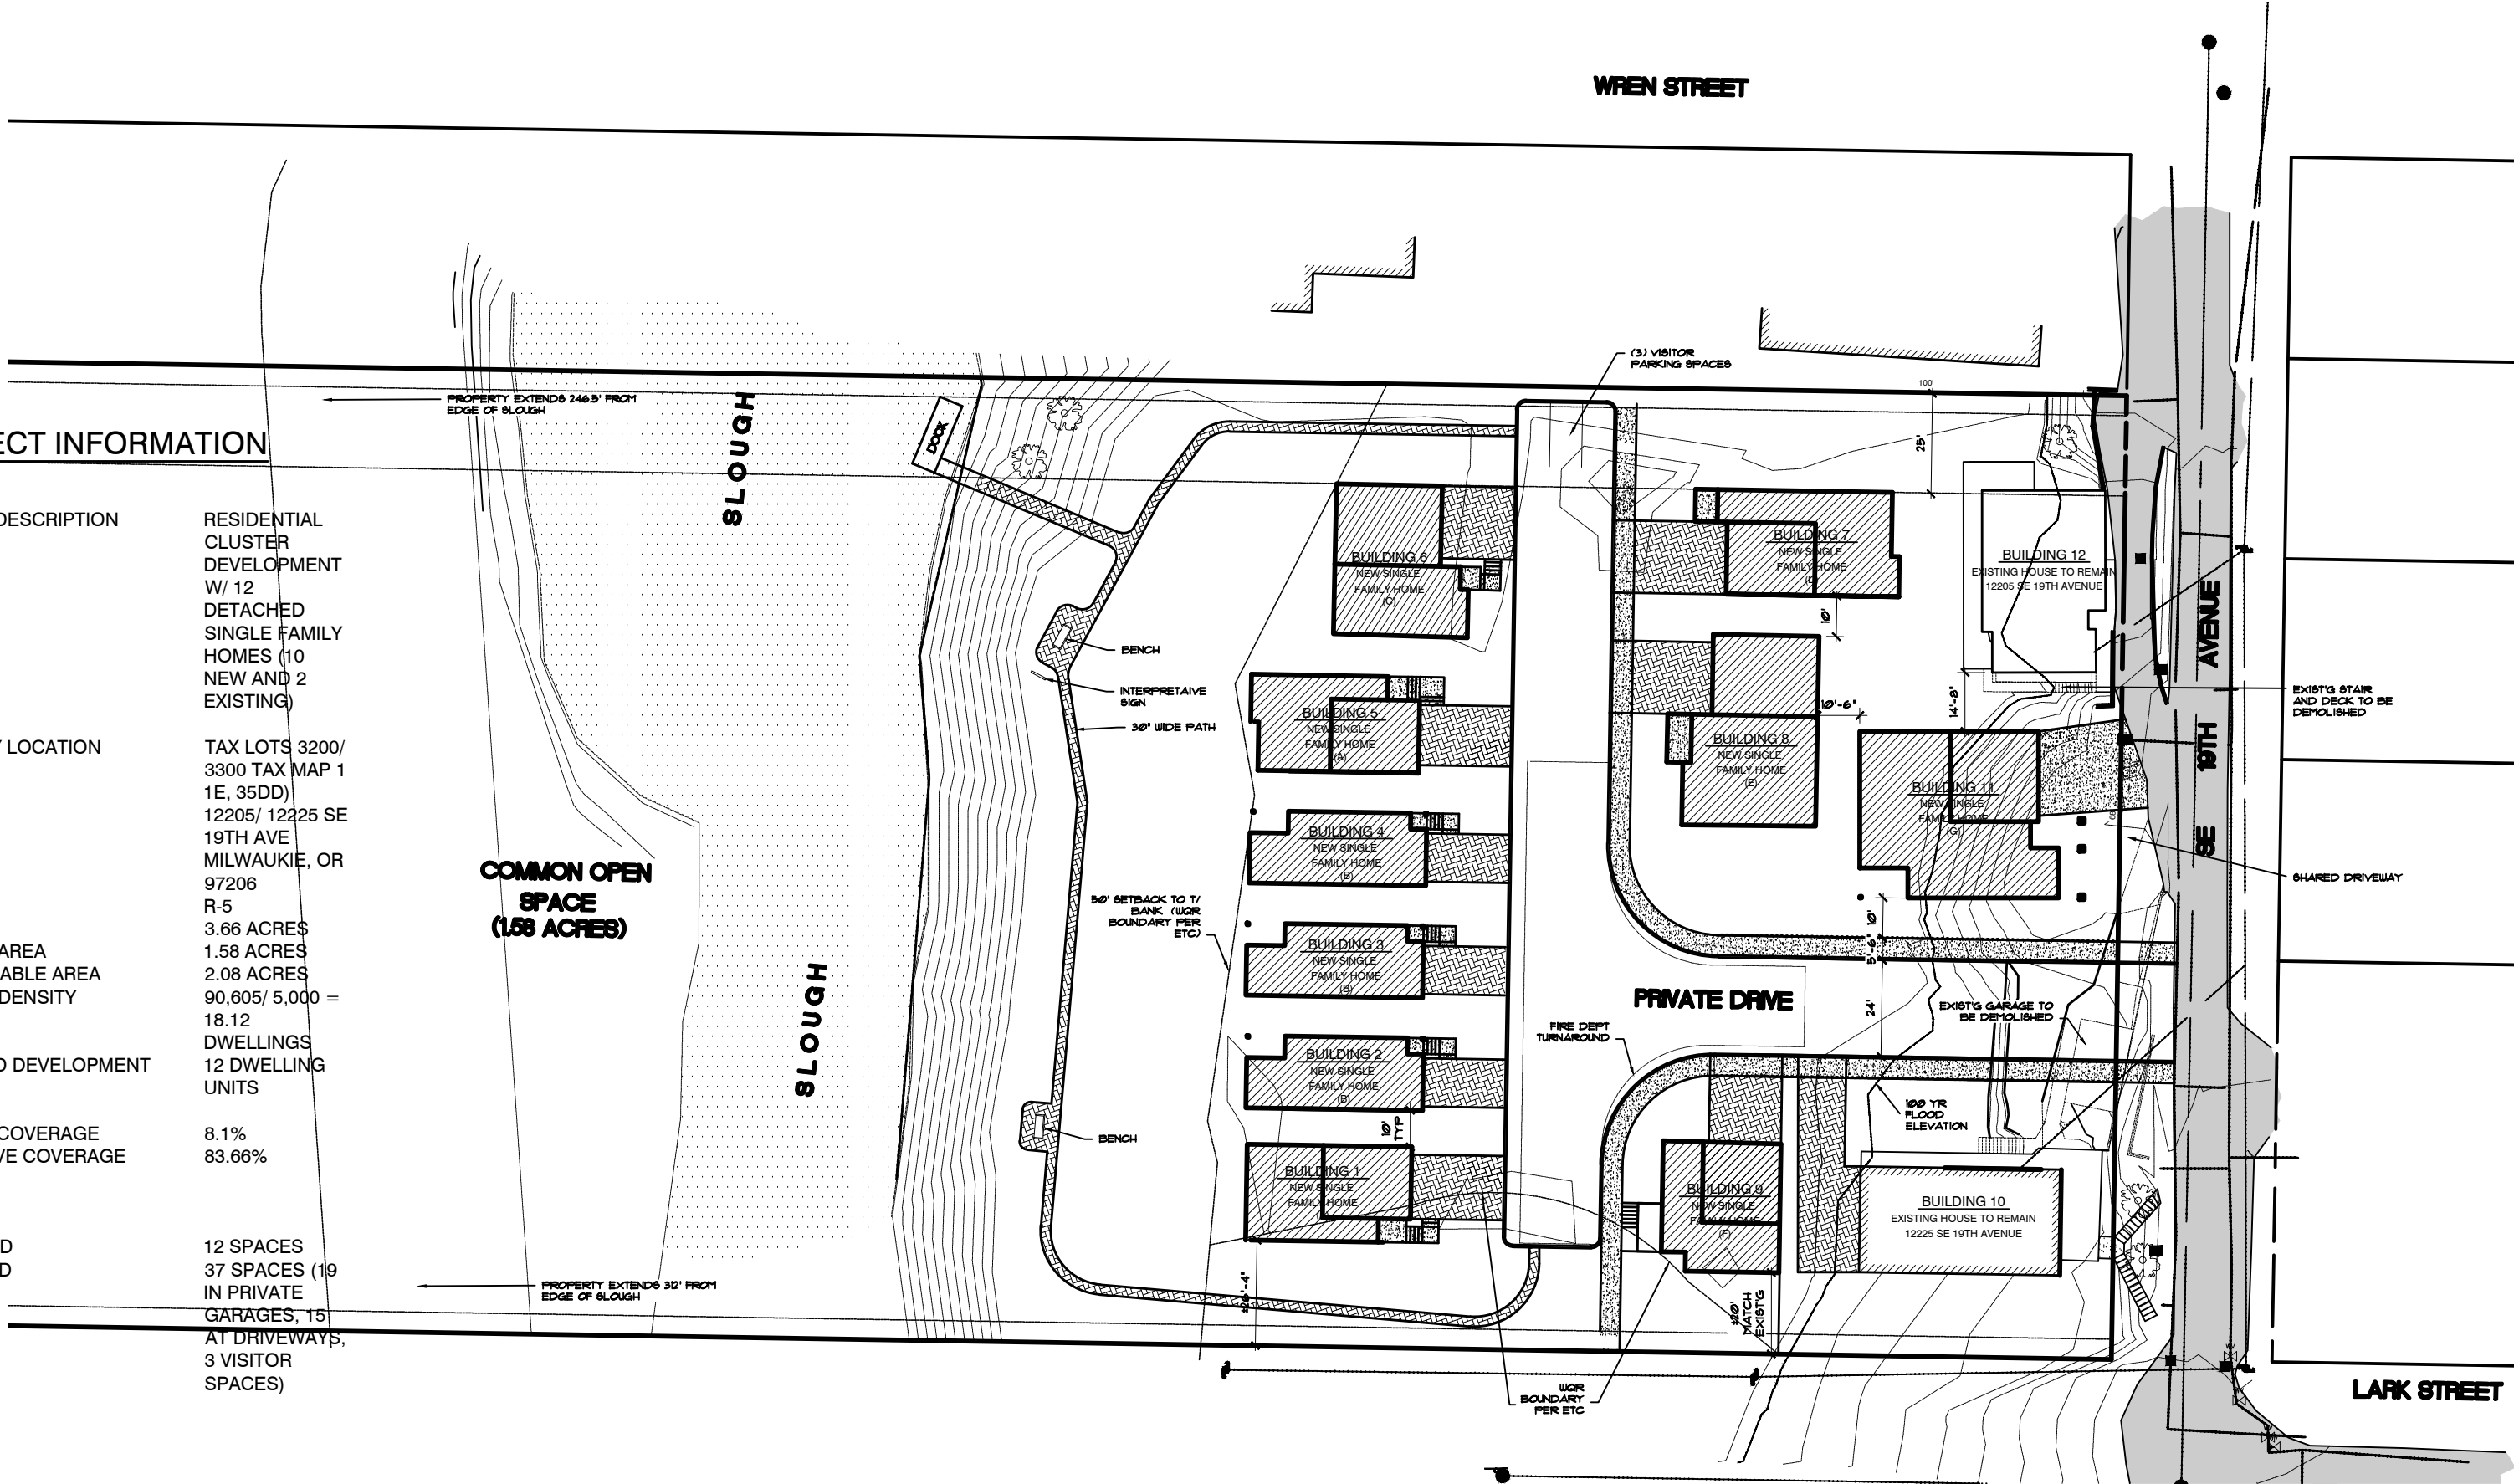 WREN STREET
(3) VISITOR
PARKING SPACES
PROPERTY EXTENDS 246.5' FROM
EDGE OF SLOUGH
ECT INFORMATION
DESCRIPTION
RESIDENTIAL
CLUSTER
DEVELOPMENT
W/ 12
DETACHED
SINGLE FAMILY
HOMES (10
NEW AND 2
EXISTING)
LOCATION
TAX LOTS 3200/
3300 TAX MAP 1
1E, 35DD)
12205/ 12225 SE
19TH AVE
MILWAUKIE, OR
97206
R-5
3.66 ACRES
AREA
1.58 ACRES
ABLE AREA
2.08 ACRES
DENSITY
90,605/ 5,000 =
18.12
DWELLINGS
D DEVELOPMENT
12 DWELLING
UNITS
COVERAGE
8.1%
VE COVERAGE
83.66%
D
12 SPACES
D
37 SPACES (19
IN PRIVATE
GARAGES, 15
AT DRIVEWAYS,
3 VISITOR
SPACES)
SLOUGH
SLOUGH
COMMON OPEN
SPACE
(1.58 ACRES)
PROPERTY EXTENDS 312' FROM
EDGE OF SLOUGH
DOCK
BENCH
INTERPRETAIVE
SIGN
30" WIDE PATH
50' SETBACK TO T/
BANK (WQR
BOUNDARY PER
ETC)
BENCH
BUILDING 6
NEW SINGLE
FAMILY HOME
(C)
BUILDING 5
NEW SINGLE
FAMILY HOME
(A)
BUILDING 4
NEW SINGLE
FAMILY HOME
(B)
BUILDING 3
NEW SINGLE
FAMILY HOME
(B)
BUILDING 2
NEW SINGLE
FAMILY HOME
(B)
10'
TYP
BUILDING 1
NEW SINGLE
FAMILY HOME
±26'-4"
100'
25'
BUILDING 7
NEW SINGLE
FAMILY HOME
(D)
10'
BUILDING 8
NEW SINGLE
FAMILY HOME
(E)
10'-6"
14'-8"
BUILDING 12
EXISTING HOUSE TO REMAIN
12205 SE 19TH AVENUE
BUILDING 11
NEW SINGLE
FAMILY HOME
(G)
10'
5'-6"
24'
PRIVATE DRIVE
FIRE DEPT
TURNAROUND
EXIST'G GARAGE TO
BE DEMOLISHED
100 YR
FLOOD
ELEVATION
BUILDING 9
NEW SINGLE
FAMILY HOME
(F)
±20'
MATCH
EXIST'G
BUILDING 10
EXISTING HOUSE TO REMAIN
12225 SE 19TH AVENUE
WQR
BOUNDARY
PER ETC
SE 19TH AVENUE
EXIST'G STAIR
AND DECK TO BE
DEMOLISHED
SHARED DRIVEWAY
LARK STREET